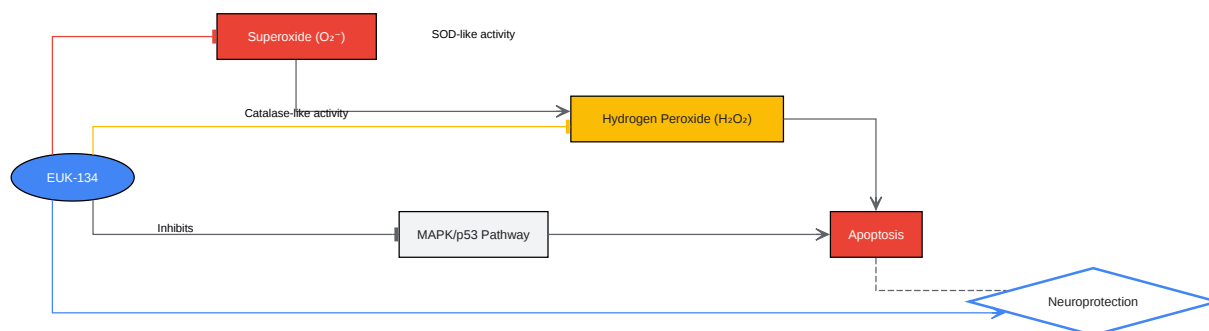 Superoxide (O₂⁻)
SOD-like activity
Catalase-like activity
Hydrogen Peroxide (H₂O₂)
EUK-134
Inhibits
MAPK/p53 Pathway
Apoptosis
Neuroprotection